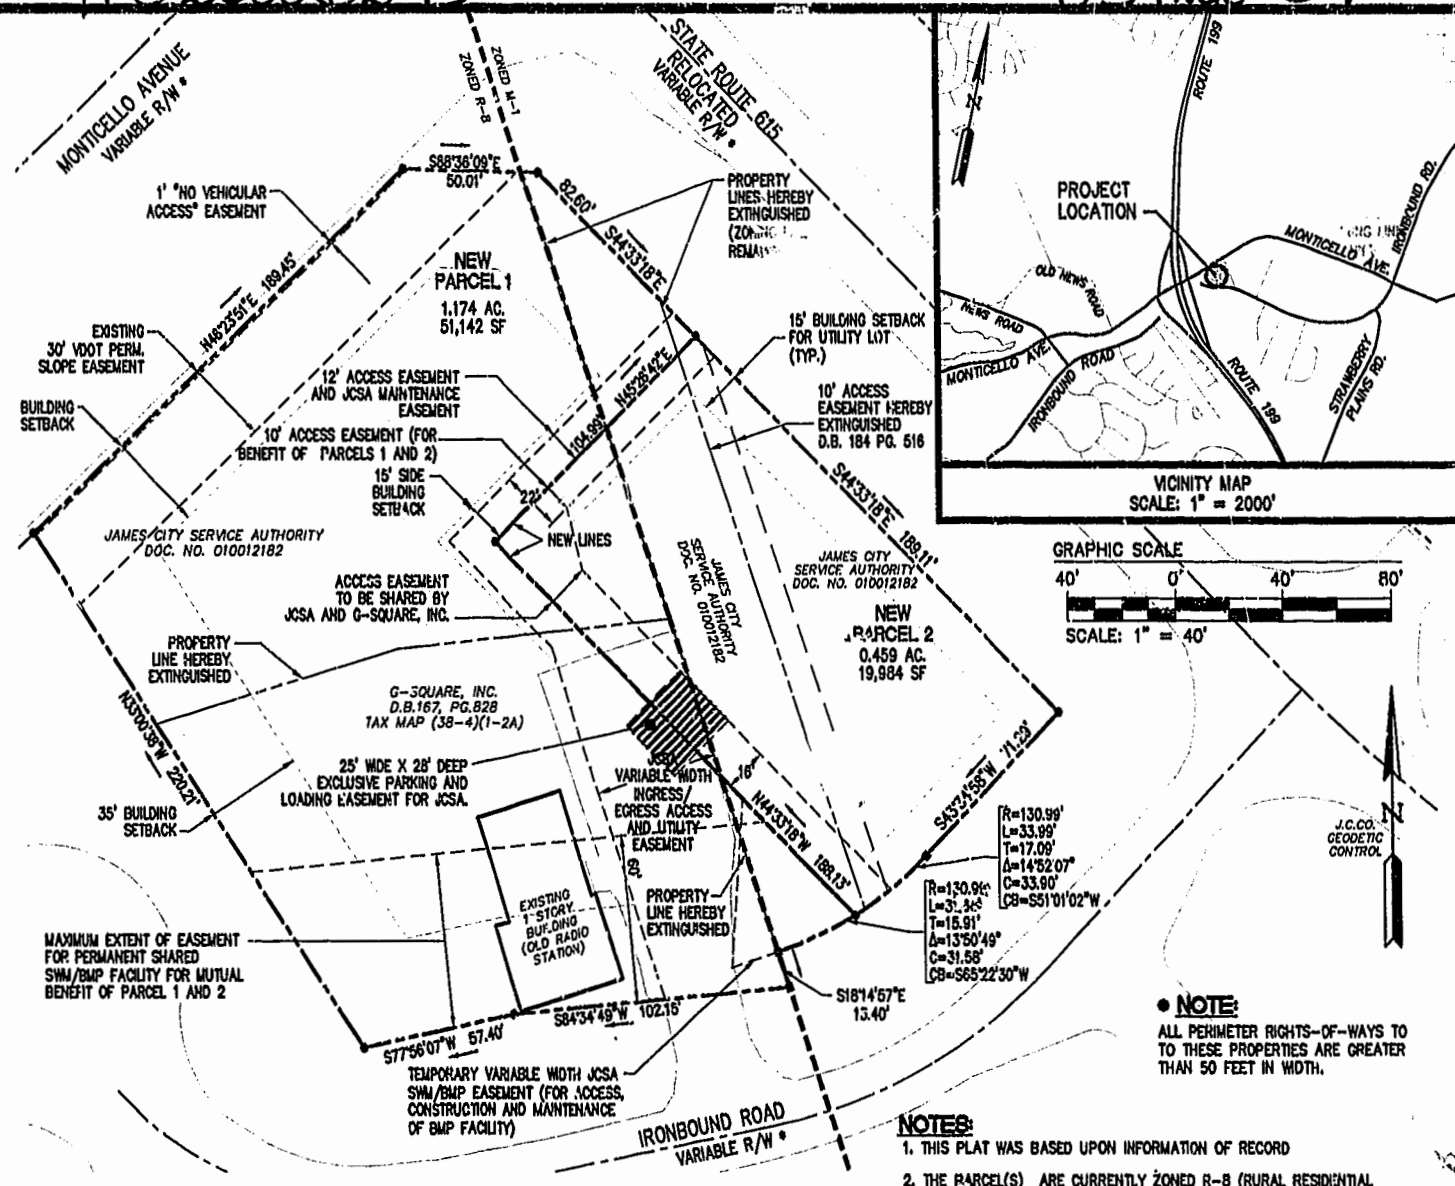 MONTICELLO AVENUE
VARIABLE R/W *
ZONED M-1
ZONED R-8
STATE ROUTE 615
RELOCATED
VARIABLE R/W *
S88°36'09"E
50.01'
1' "NO VEHICULAR
ACCESS" EASEMENT
82.60'
S44°33'18"E
PROPERTY
LINES HEREBY
EXTINGUISHED
NEW
PARCEL 1
1.174 AC.
51,142 SF
N48°23'51"E 189.45'
EXISTING
30' VDOT PERM.
SLOPE EASEMENT
BUILDING
SETBACK
12' ACCESS EASEMENT
AND JCSA MAINTENANCE
EASEMENT
10' ACCESS EASEMENT (FOR
BENEFIT OF PARCELS 1 AND 2)
15' SIDE
BUILDING
SETBACK
N45°26'42"E
104.99'
15' BUILDING SETBACK
FOR UTILITY LOT
(TYP.)
10' ACCESS
EASEMENT HEREBY
EXTINGUISHED
D.B. 184 PG. 516
22'
NEW LINES
S44°33'18"E 189.11'
JAMES CITY SERVICE AUTHORITY
DOC. NO. 010012182
ACCESS EASEMENT
TO BE SHARED BY
JCSA AND G-SQUARE, INC.
JAMES CITY
SERVICE AUTHORITY
DOC. NO. 010012182
JAMES CITY
SERVICE AUTHORITY
DOC. NO. 010012182
NEW
PARCEL 2
0.459 AC.
19,984 SF
PROPERTY
LINE HEREBY
EXTINGUISHED
G-SQUARE, INC.
D.B.167, PG.828
TAX MAP (38-4)(1-2A)
N33°00'38"W 220.21'
25' WIDE X 28' DEEP
EXCLUSIVE PARKING AND
LOADING EASEMENT FOR JCSA.
JCSA
VARIABLE WIDTH
INGRESS/
EGRESS ACCESS
AND UTILITY
EASEMENT
16'
N44°33'18"W 188.13'
S43°34'58"W 71.29'
35' BUILDING
SETBACK
60'
EXISTING
1-STORY
BUILDING
(OLD RADIO
STATION)
PROPERTY
LINE HEREBY
EXTINGUISHED
R=130.99'
L=33.99'
T=17.09'
Δ=14°52'07"
C=33.90'
CB=S51°01'02"W
T=15.91'
Δ=13°50'49"
C=31.58'
CB=S65°22'30"W
MAXIMUM EXTENT OF EASEMENT
FOR PERMANENT SHARED
SWM/BMP FACILITY FOR MUTUAL
BENEFIT OF PARCEL 1 AND 2
S18°14'57"E
13.40'
S77°56'07"W 57.40'
S84°34'49"W 102.15'
TEMPORARY VARIABLE WIDTH JCSA
SWM/BMP EASEMENT (FOR ACCESS,
CONSTRUCTION AND MAINTENANCE
OF BMP FACILITY)
IRONBOUND ROAD
VARIABLE R/W *
N
ROUTE 199
PROJECT
LOCATION
IRONBOUND RD.
MONTICELLO AVE.
OLD NEWS ROAD
NEWS ROAD
MONTICELLO AVE.
IRONBOUND ROAD
ROUTE 199
STRAWBERRY
PLAINS RD.
VICINITY MAP
SCALE: 1" = 2000'
GRAPHIC SCALE
40' 0' 40' 80'
SCALE: 1" = 40'
N
J.C.CO.
GEODETIC
CONTROL
* NOTE:
ALL PERIMETER RIGHTS-OF-WAYS TO
TO THESE PROPERTIES ARE GREATER
THAN 50 FEET IN WIDTH.
NOTES:
1. THIS PLAT WAS BASED UPON INFORMATION OF RECORD
2. THE PARCEL(S) ARE CURRENTLY ZONED R-8 (RURAL RESIDENTIAL